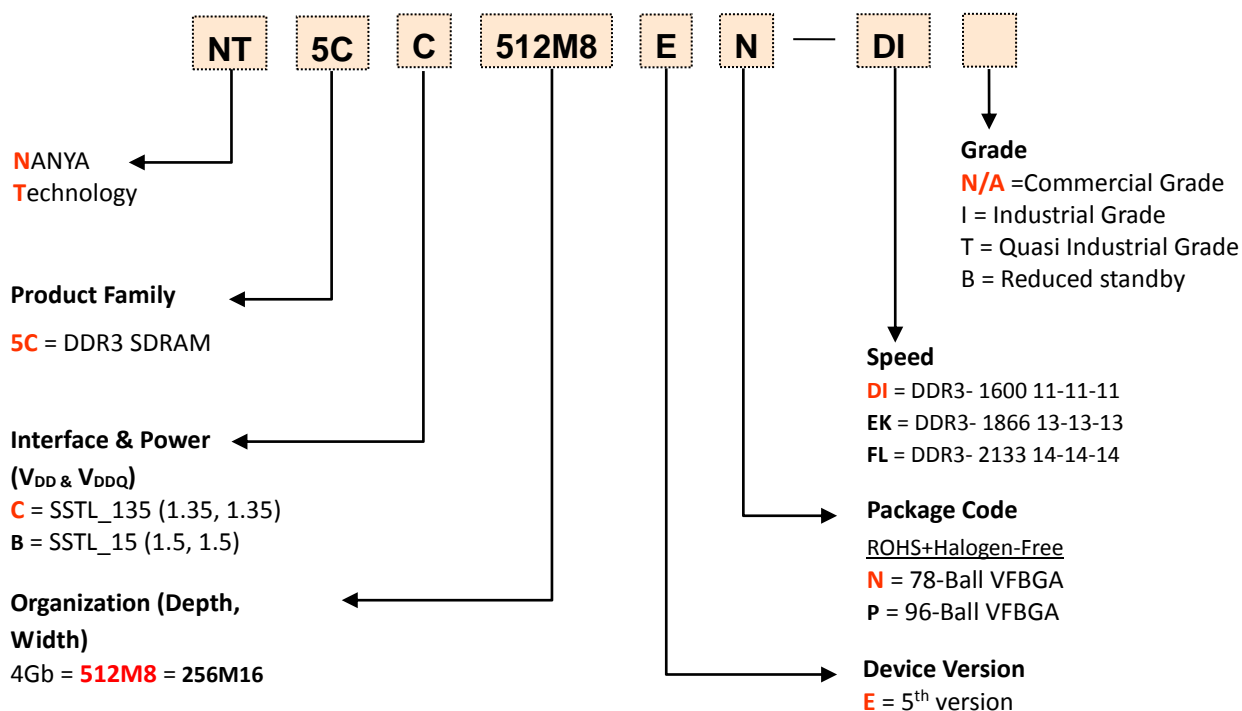 NT 5C C 512M8 E N — DI
NANYA
Technology
Product Family
5C = DDR3 SDRAM
Interface & Power
(VDD & VDDQ)
C = SSTL_135 (1.35, 1.35)
B = SSTL_15 (1.5, 1.5)
Organization (Depth,
Width)
4Gb = 512M8 = 256M16
Grade
N/A =Commercial Grade
I = Industrial Grade
T = Quasi Industrial Grade
B = Reduced standby
Speed
DI = DDR3- 1600 11-11-11
EK = DDR3- 1866 13-13-13
FL = DDR3- 2133 14-14-14
Package Code
ROHS+Halogen-Free
N = 78-Ball VFBGA
P = 96-Ball VFBGA
Device Version
E = 5th version